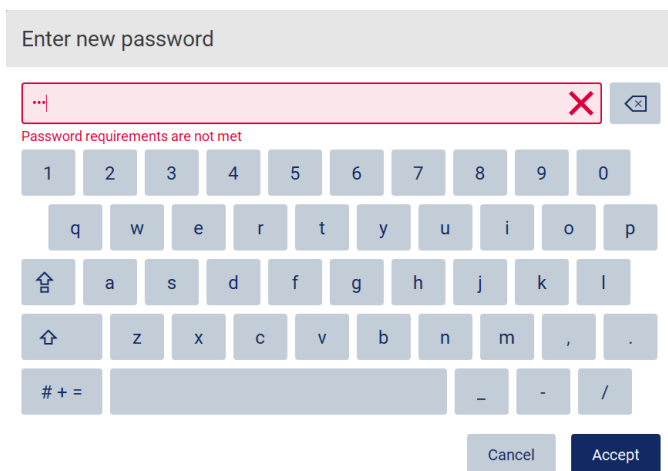 Enter new password
•••
Password requirements are not met
1 2 3 4 5 6 7 8 9 0
q w e r t y u i o p
a s d f g h j k l
z x c v b n m , .
# + = _ - /
Cancel Accept